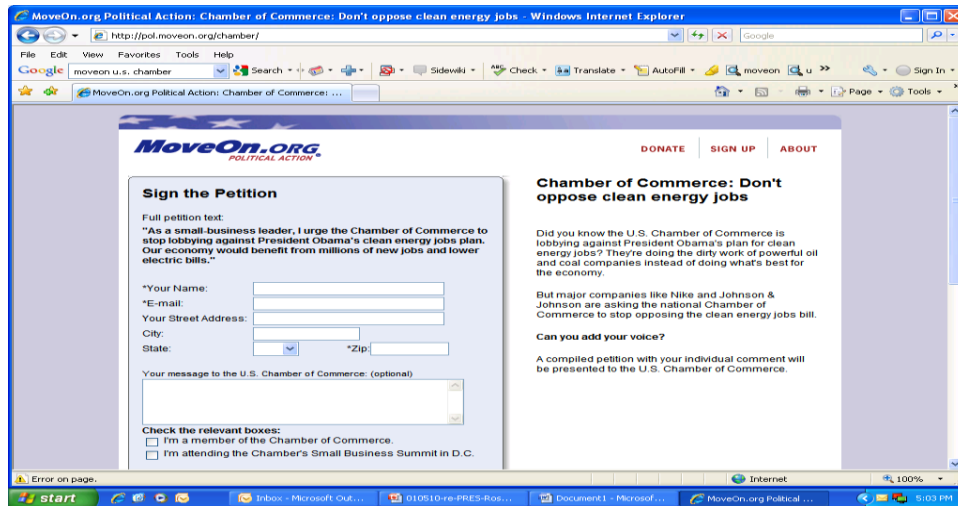 MoveOn.org Political Action: Chamber of Commerce: Don't oppose clean energy jobs - Windows Internet Explorer
http://pol.moveon.org/chamber/
Google
File Edit View Favorites Tools Help
Google moveon u.s. chamber Search Sidewiki Check Translate AutoFill moveon u » Sign In
MoveOn.org Political Action: Chamber of Commerce: ... Page Tools »
MoveOn.ORG
POLITICAL ACTION
DONATE SIGN UP ABOUT
Sign the Petition
Full petition text:
"As a small-business leader, I urge the Chamber of Commerce to
stop lobbying against President Obama's clean energy jobs plan.
Our economy would benefit from millions of new jobs and lower
electric bills."
*Your Name:
*E-mail:
Your Street Address:
City:
State: *Zip:
Your message to the U.S. Chamber of Commerce: (optional)
Check the relevant boxes:
I'm a member of the Chamber of Commerce.
I'm attending the Chamber's Small Business Summit in D.C.
Chamber of Commerce: Don't
oppose clean energy jobs
Did you know the U.S. Chamber of Commerce is
lobbying against President Obama's plan for clean
energy jobs? They're doing the dirty work of powerful oil
and coal companies instead of doing what's best for
the economy.
But major companies like Nike and Johnson &
Johnson are asking the national Chamber of
Commerce to stop opposing the clean energy jobs bill.
Can you add your voice?
A compiled petition with your individual comment will
be presented to the U.S. Chamber of Commerce.
Error on page. Internet 100%
start Inbox - Microsoft Out... 010510-re-PRES-Ros... Document1 - Microsof... MoveOn.org Political ... 5:03 PM